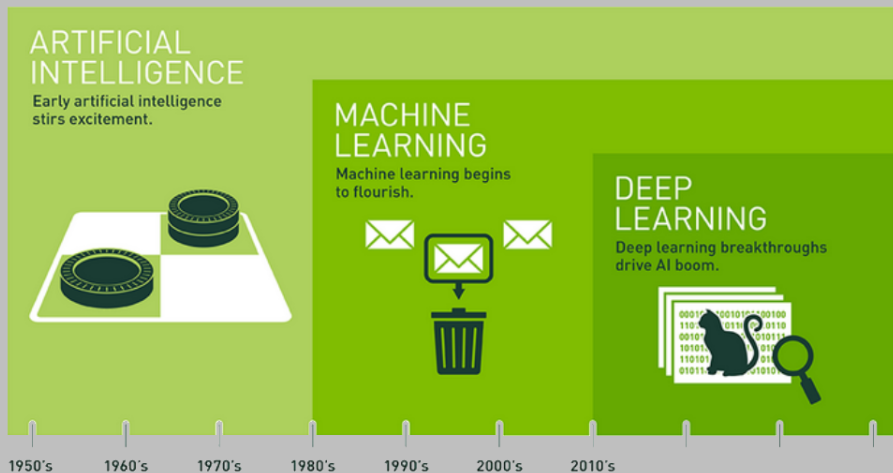 ARTIFICIAL
INTELLIGENCE
Early artificial intelligence
stirs excitement.
MACHINE
LEARNING
Machine learning begins
to flourish.
DEEP
LEARNING
Deep learning breakthroughs
drive AI boom.
1950's 1960's 1970's 1980's 1990's 2000's 2010's